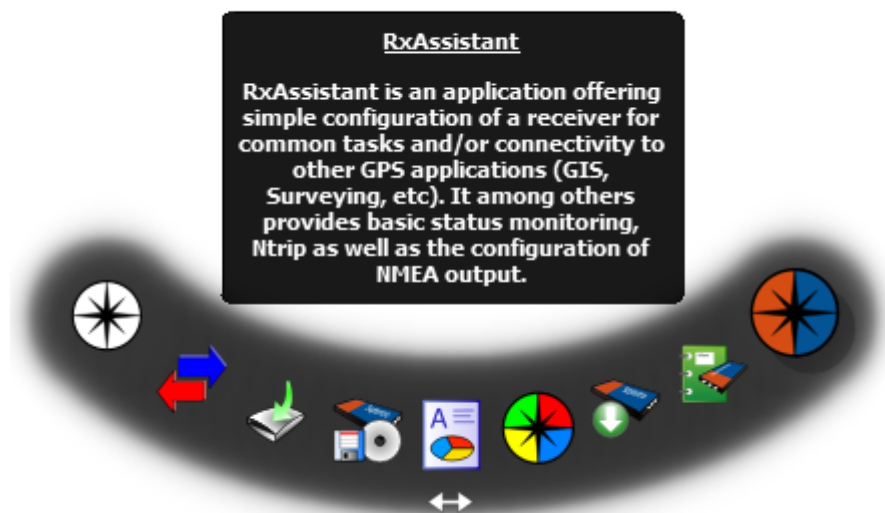 RxAssistant
RxAssistant is an application offering
simple configuration of a receiver for
common tasks and/or connectivity to
other GPS applications (GIS,
Surveying, etc). It among others
provides basic status monitoring,
Ntrip as well as the configuration of
NMEA output.
A